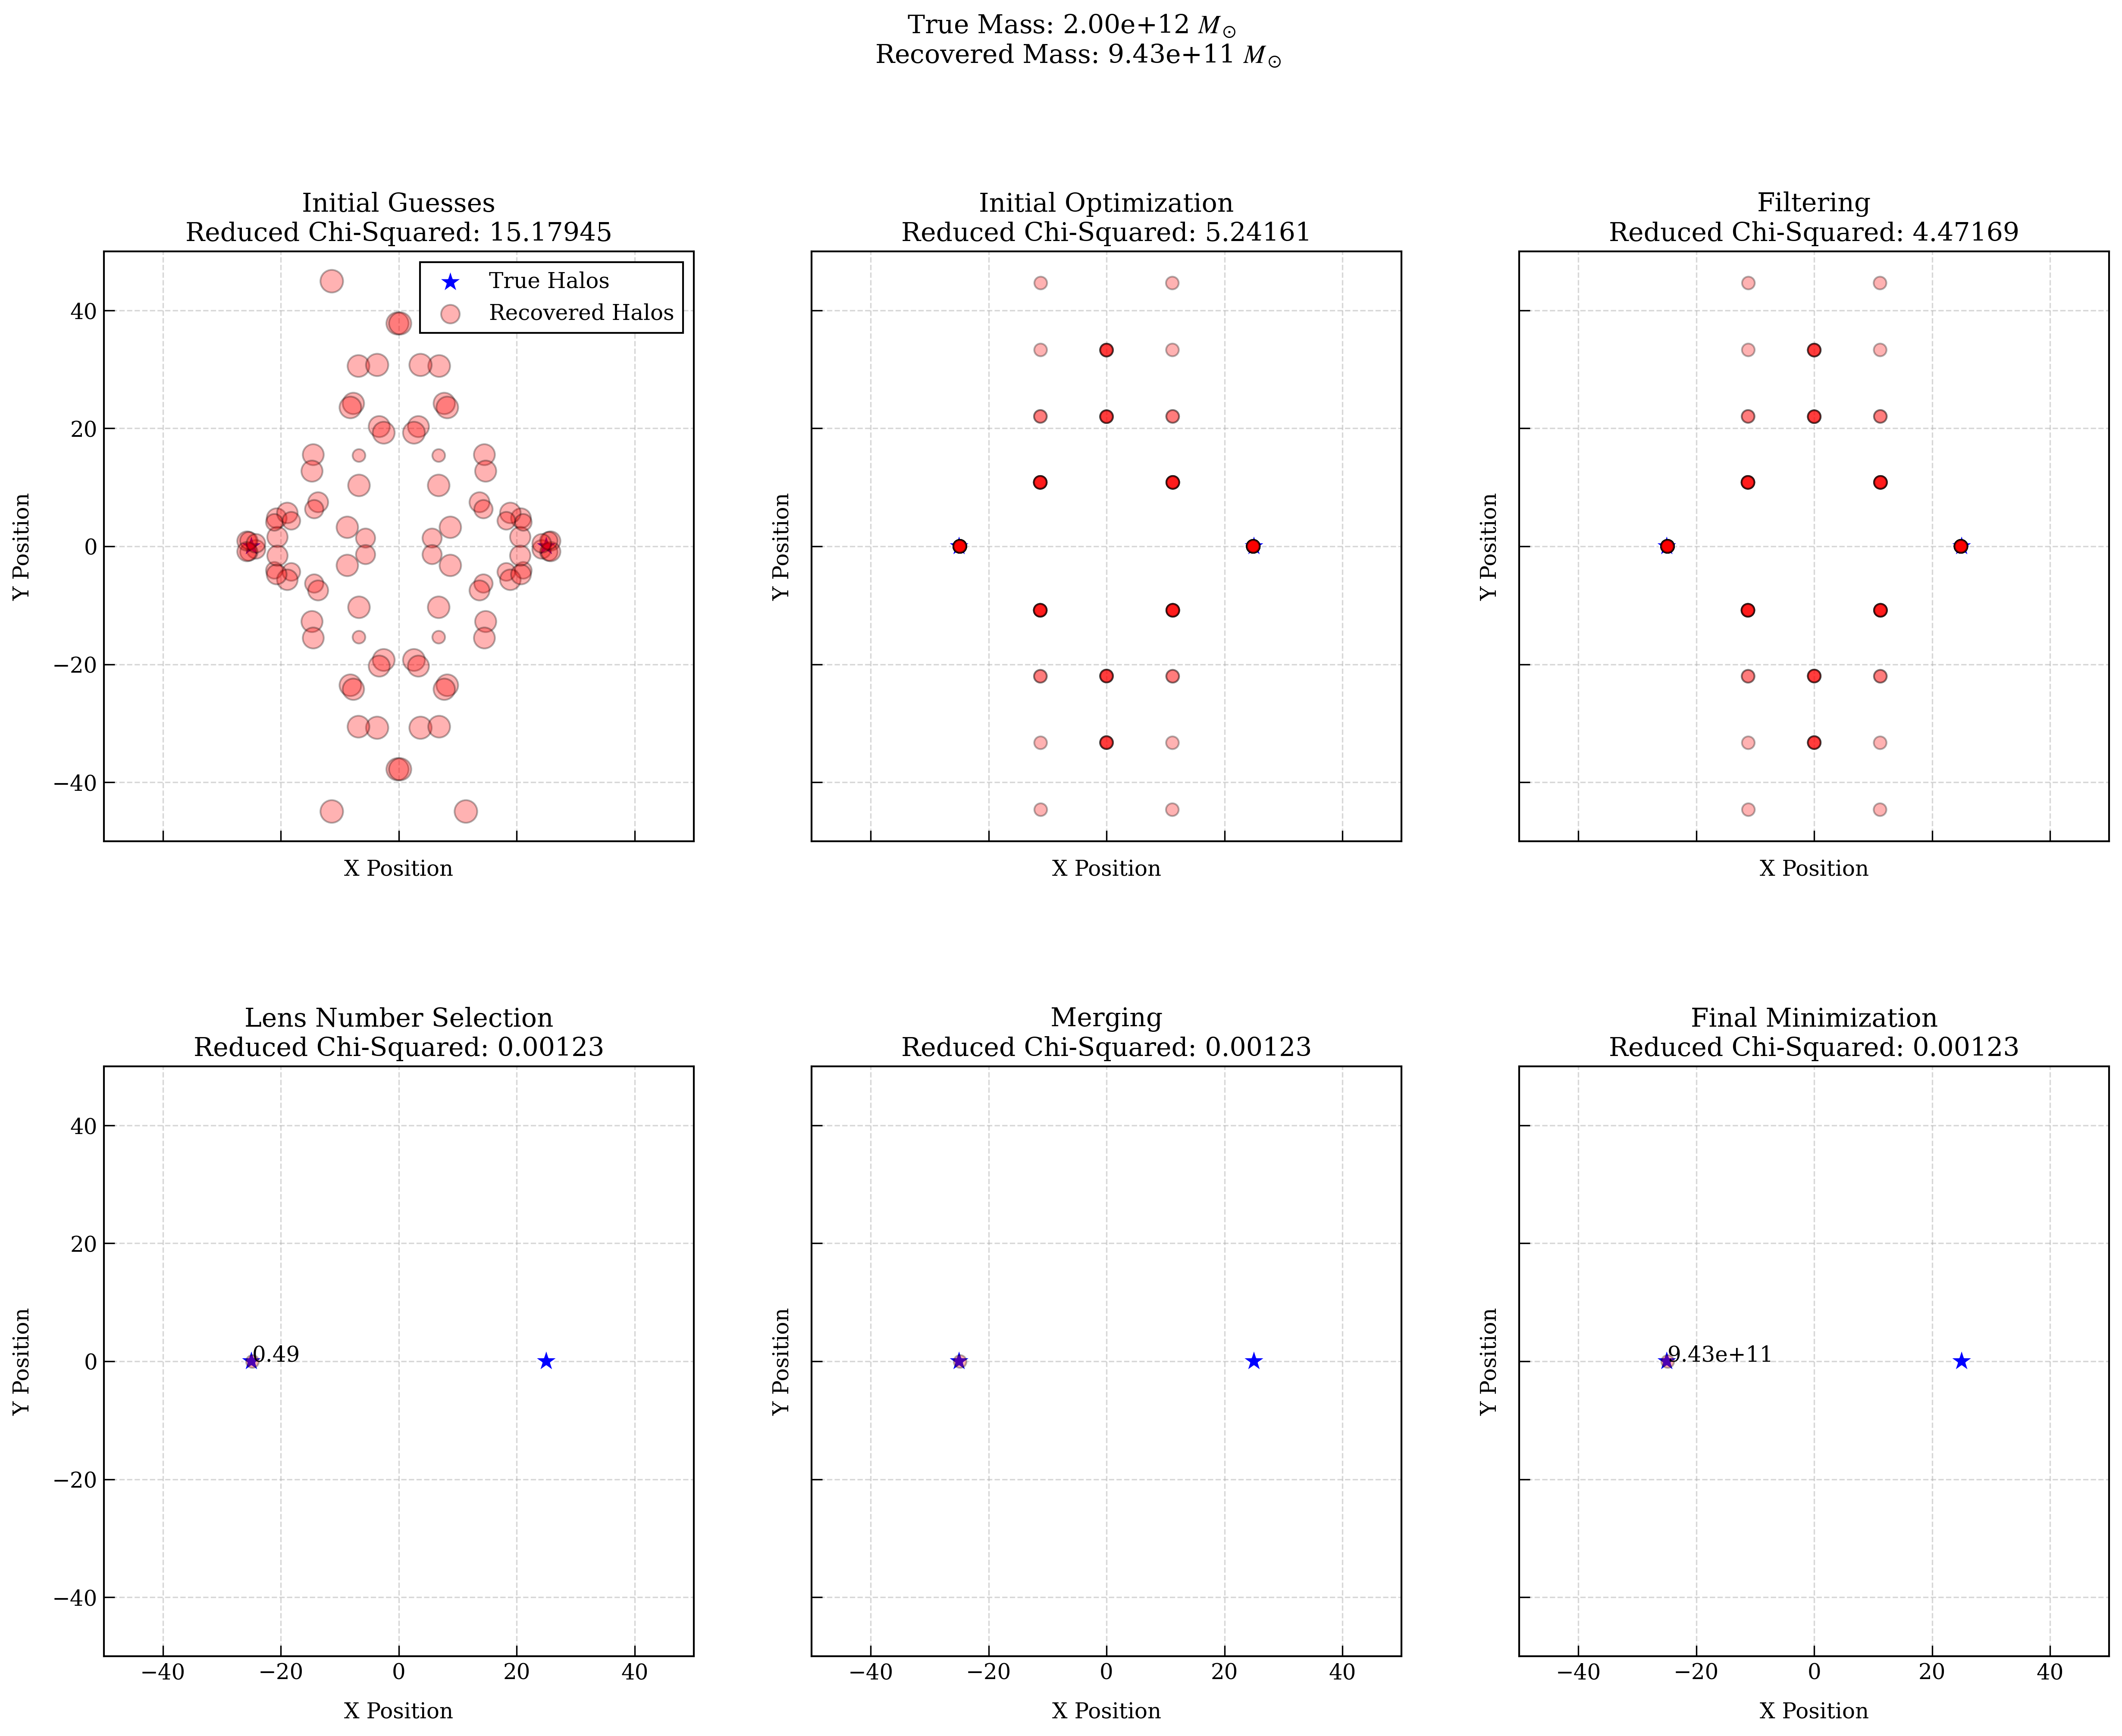 True Mass: 2.00e+12 M⊙
Recovered Mass: 9.43e+11 M⊙
Initial Guesses
Reduced Chi-Squared: 15.17945
True Halos
Recovered Halos
40
20
0
−20
−40
Y Position
X Position
Initial Optimization
Reduced Chi-Squared: 5.24161
Y Position
X Position
Filtering
Reduced Chi-Squared: 4.47169
Y Position
X Position
Lens Number Selection
Reduced Chi-Squared: 0.00123
40
20
0
−20
−40
Y Position
0.49
−40 −20 0 20 40
X Position
Merging
Reduced Chi-Squared: 0.00123
Y Position
−40 −20 0 20 40
X Position
Final Minimization
Reduced Chi-Squared: 0.00123
Y Position
9.43e+11
−40 −20 0 20 40
X Position